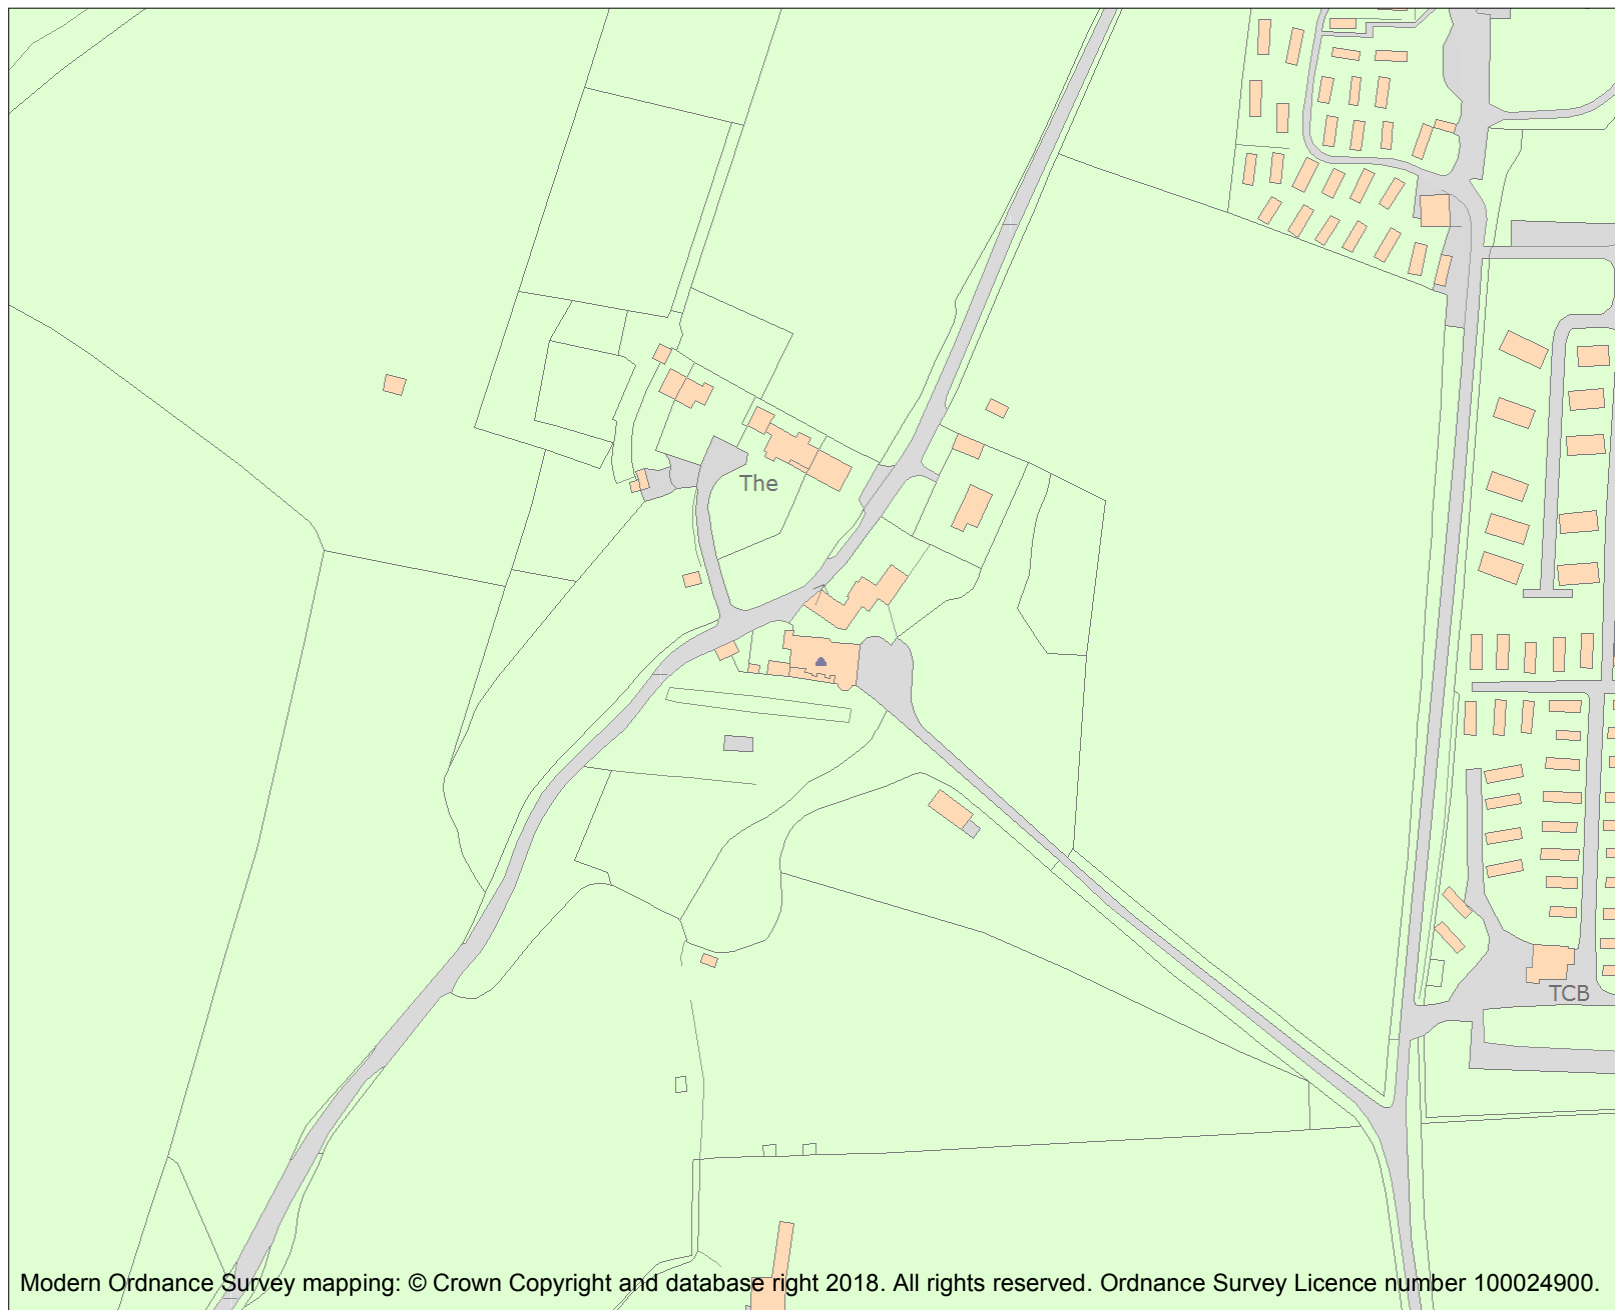 The
TCB
Modern Ordnance Survey mapping: © Crown Copyright and database right 2018. All rights reserved. Ordnance Survey Licence number 100024900.